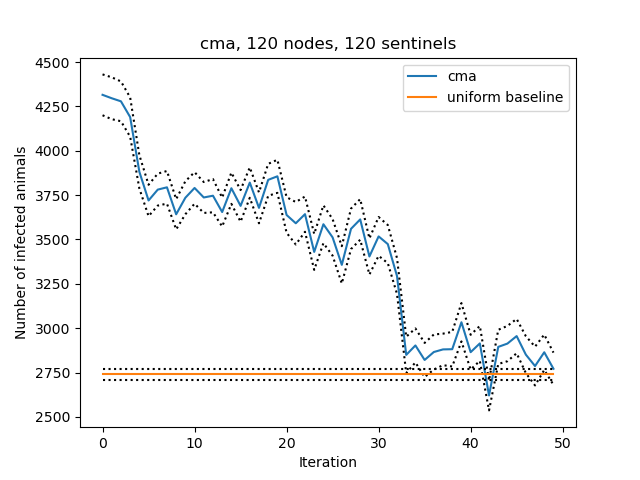 cma, 120 nodes, 120 sentinels
cma
uniform baseline
Number of infected animals
4500
4250
4000
3750
3500
3250
3000
2750
2500
0 10 20 30 40 50
Iteration